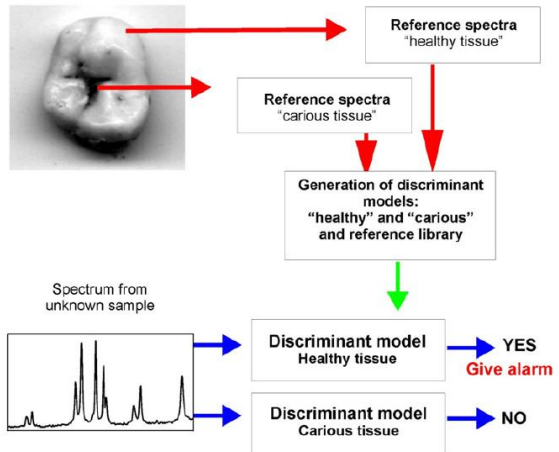 Reference spectra
“healthy tissue”
Reference spectra
“carious tissue”
Generation of discriminant
models:
“healthy” and “carious”
and reference library
Spectrum from
unknown sample
Discriminant model
Healthy tissue
YES
Give alarm
Discriminant model
Carious tissue
NO